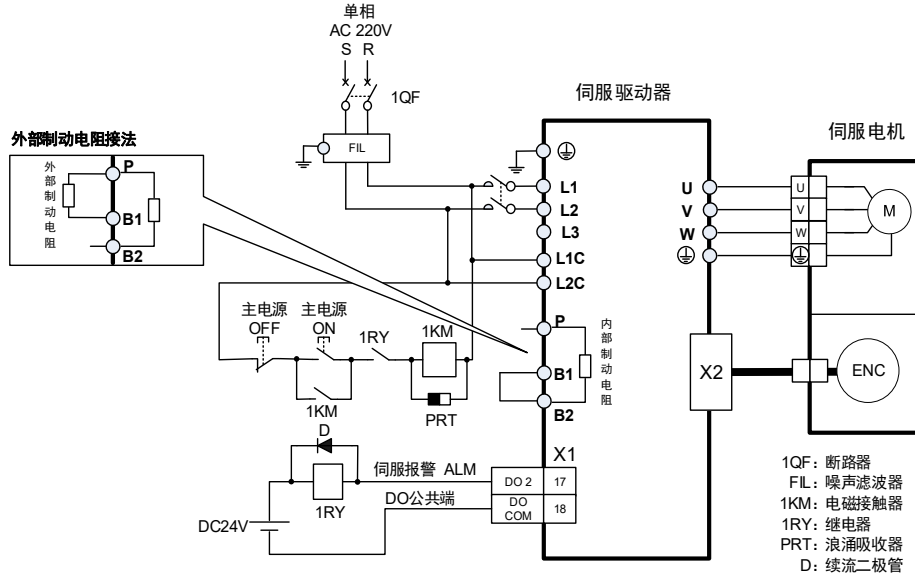 单相
AC 220V
S R
1QF
FIL
外部制动电阻接法
外部制动电阻
P
B1
B2
伺服驱动器
L1
L2
L3
L1C
L2C
P
B1
B2
内部制动电阻
U
V
W
伺服电机
U
V
W
M
X2
ENC
主电源
OFF
主电源
ON
1RY
1KM
1KM
PRT
D
1RY
DC24V
伺服报警 ALM
DO公共端
X1
DO 2 17
DO
COM 18
1QF：断路器
FIL：噪声滤波器
1KM：电磁接触器
1RY：继电器
PRT：浪涌吸收器
D：续流二极管